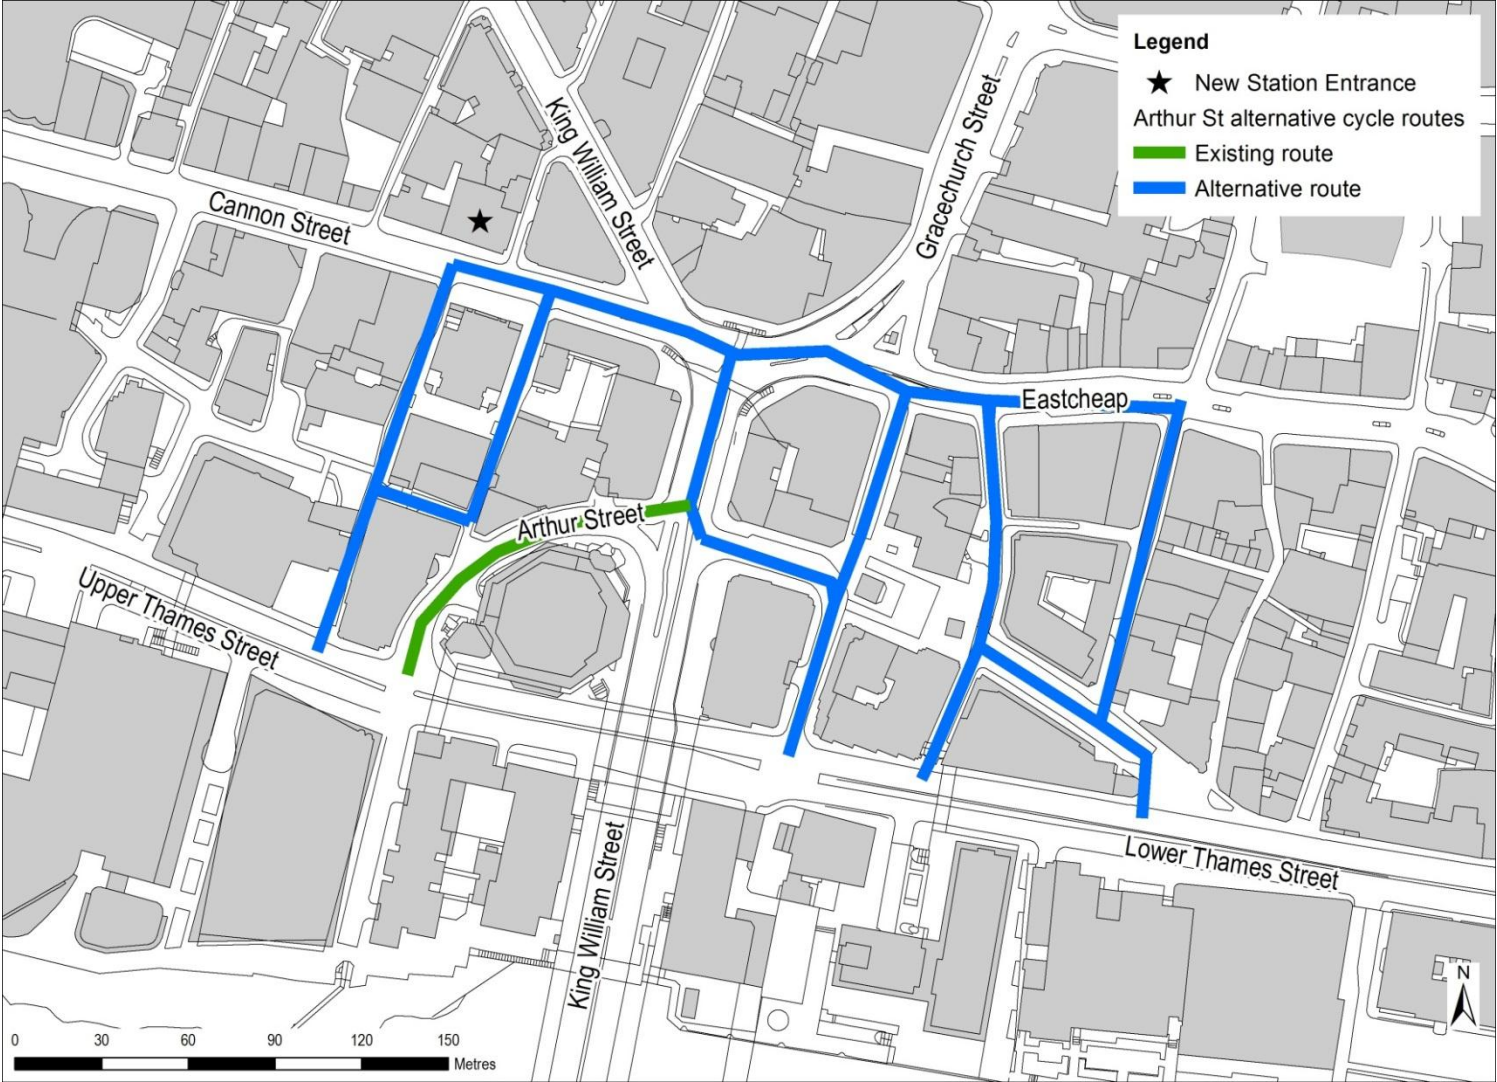 Legend
New Station Entrance
Arthur St alternative cycle routes
Existing route
Alternative route
King William Street
Gracechurch Street
Cannon Street
Eastcheap
Arthur Street
Upper Thames Street
Lower Thames Street
King William Street
N
0 30 60 90 120 150
Metres